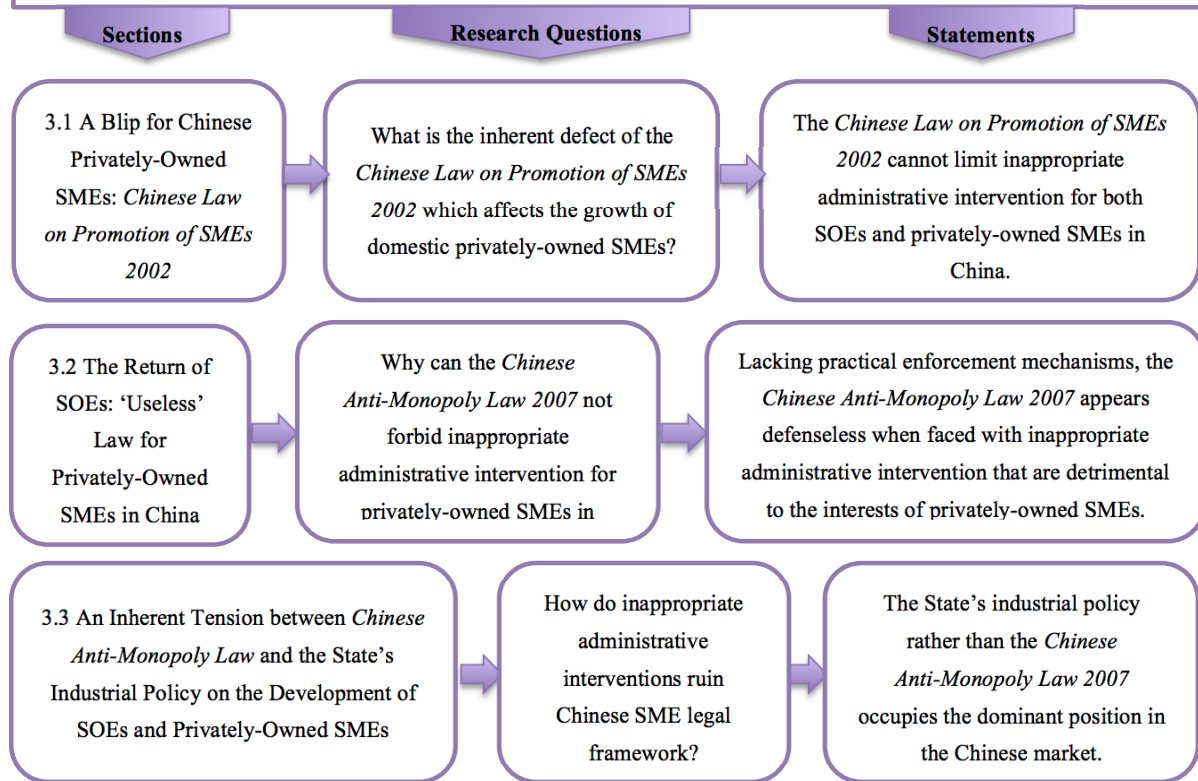 Sections
Research Questions
Statements
3.1 A Blip for Chinese
Privately-Owned
SMEs: Chinese Law
on Promotion of SMEs
2002
What is the inherent defect of the
Chinese Law on Promotion of SMEs
2002 which affects the growth of
domestic privately-owned SMEs?
The Chinese Law on Promotion of SMEs
2002 cannot limit inappropriate
administrative intervention for both
SOEs and privately-owned SMEs in
China.
3.2 The Return of
SOEs: ‘Useless’
Law for
Privately-Owned
SMEs in China
Why can the Chinese
Anti-Monopoly Law 2007 not
forbid inappropriate
administrative intervention for
privately-owned SMEs in
Lacking practical enforcement mechanisms, the
Chinese Anti-Monopoly Law 2007 appears
defenseless when faced with inappropriate
administrative intervention that are detrimental
to the interests of privately-owned SMEs.
3.3 An Inherent Tension between Chinese
Anti-Monopoly Law and the State’s
Industrial Policy on the Development of
SOEs and Privately-Owned SMEs
How do inappropriate
administrative
interventions ruin
Chinese SME legal
framework?
The State’s industrial policy
rather than the Chinese
Anti-Monopoly Law 2007
occupies the dominant position in
the Chinese market.